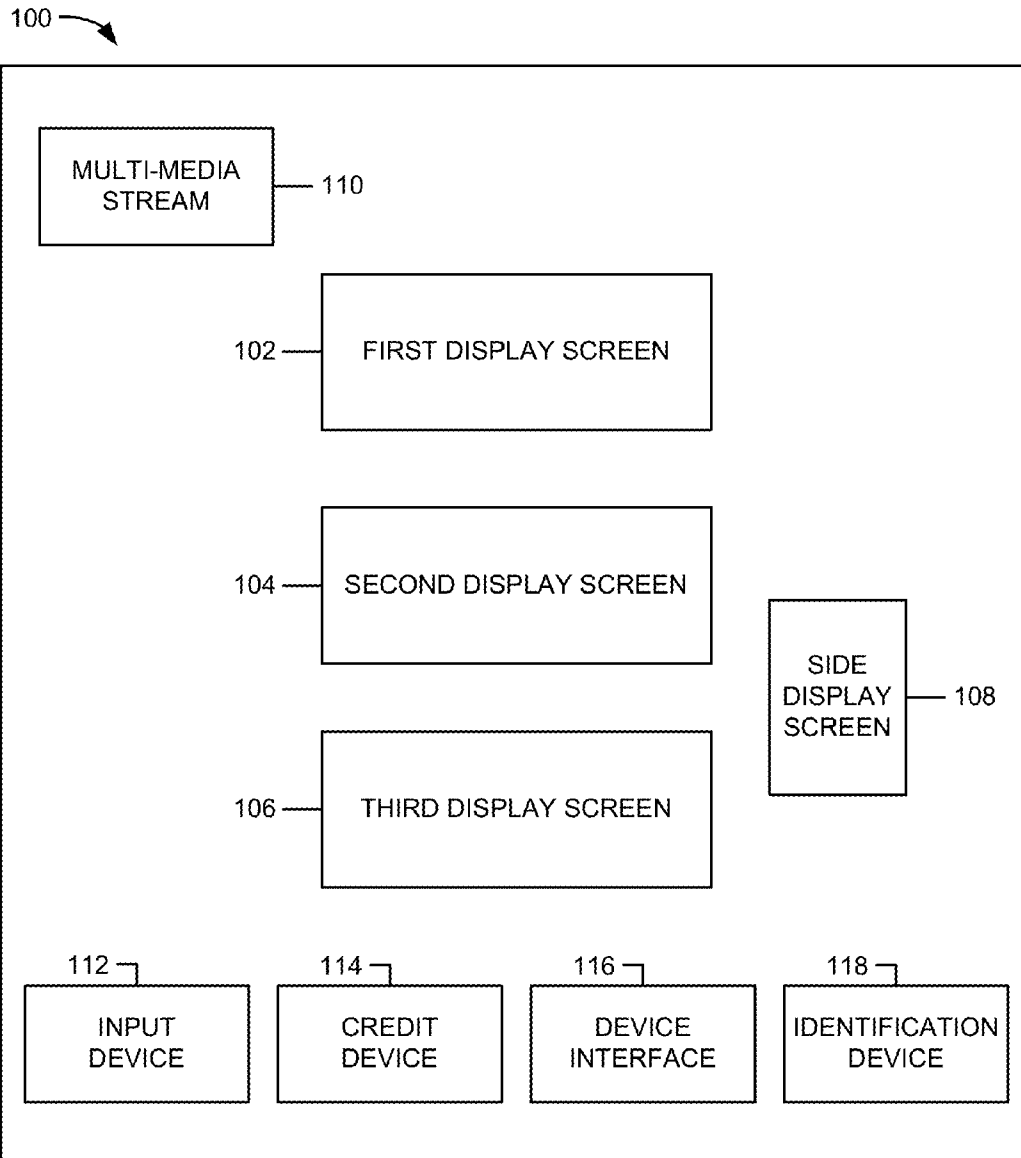 100
MULTI-MEDIA
STREAM
110
102
FIRST DISPLAY SCREEN
104
SECOND DISPLAY SCREEN
SIDE
DISPLAY
SCREEN
108
106
THIRD DISPLAY SCREEN
112
INPUT
DEVICE
114
CREDIT
DEVICE
116
DEVICE
INTERFACE
118
IDENTIFICATION
DEVICE